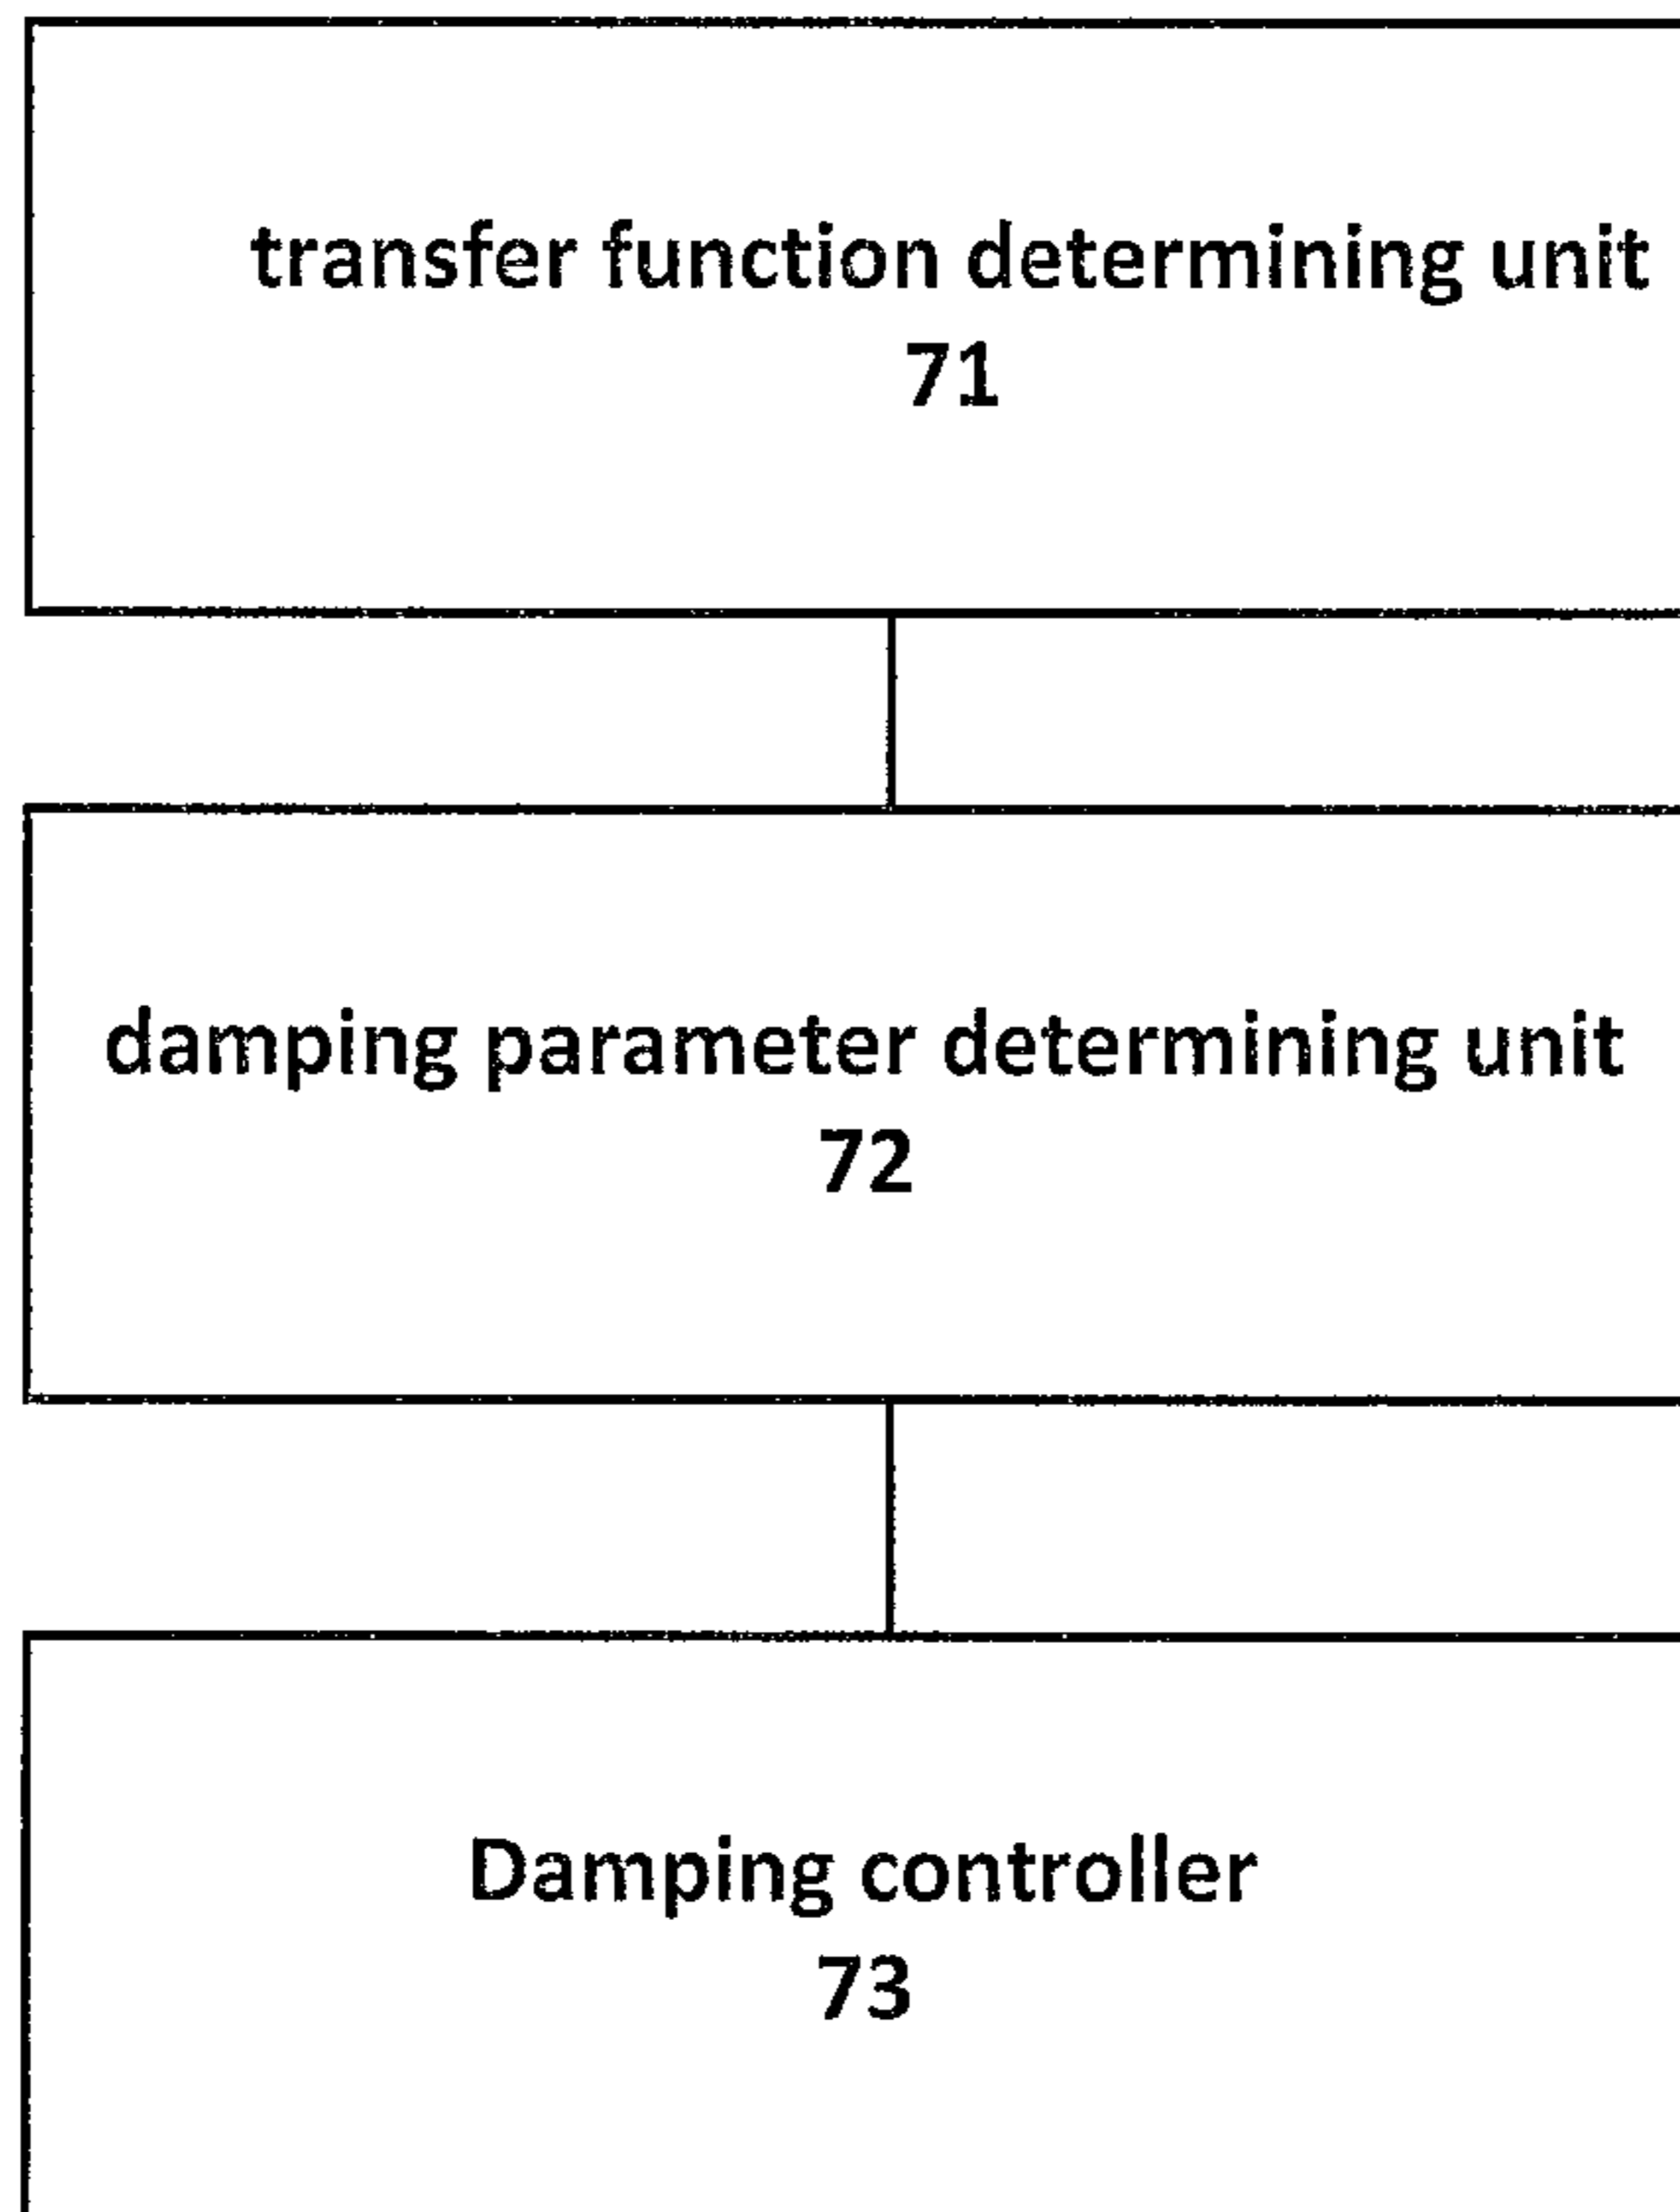 transfer function determining unit
71
damping parameter determining unit
72
Damping controller
73